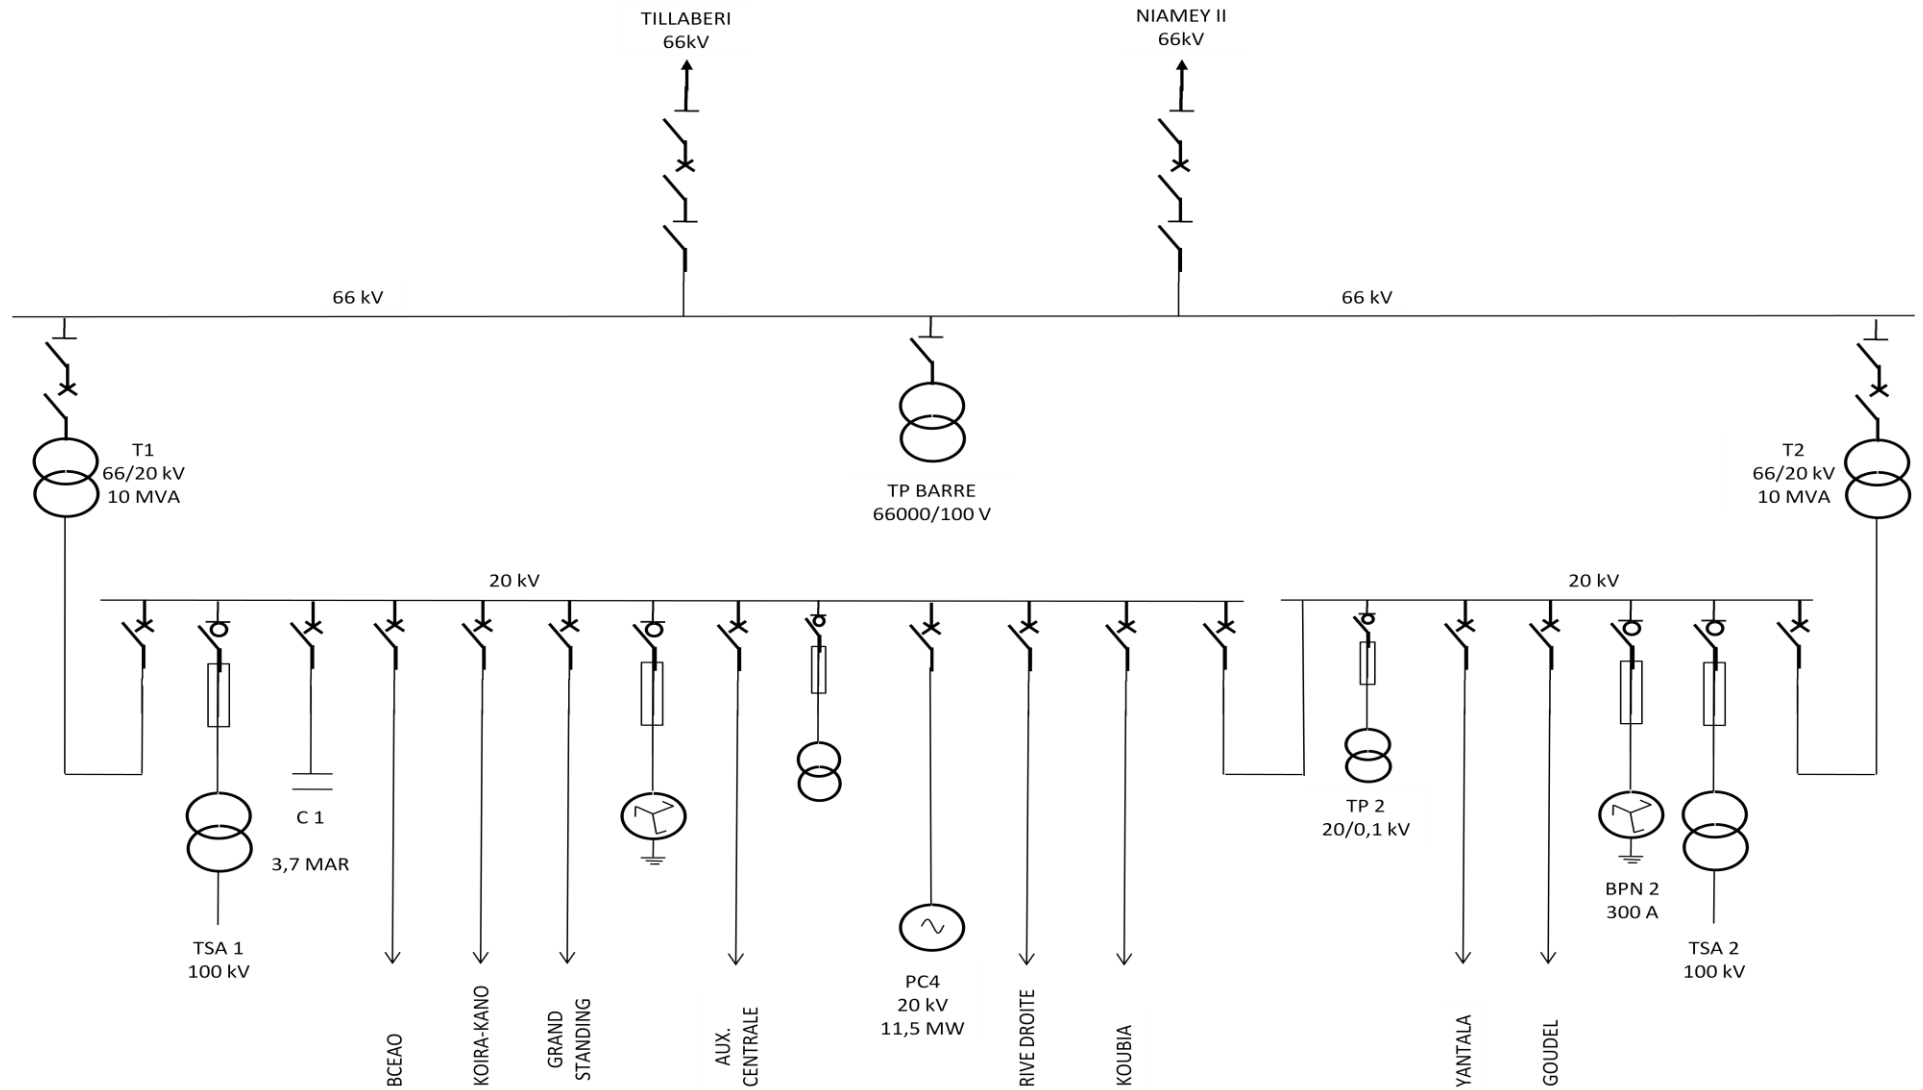 TILLABERI
66kV
NIAMEY II
66kV
66 kV
66 kV
T1
66/20 kV
10 MVA
TP BARRE
66000/100 V
T2
66/20 kV
10 MVA
20 kV
20 kV
C 1
3,7 MAR
TP 2
20/0,1 kV
BPN 2
300 A
TSA 1
100 kV
TSA 2
100 kV
PC4
20 kV
11,5 MW
BCEAO
KOIRA-KANO
GRAND
STANDING
AUX.
CENTRALE
RIVE DROITE
KOUBIA
YANTALA
GOUDEL